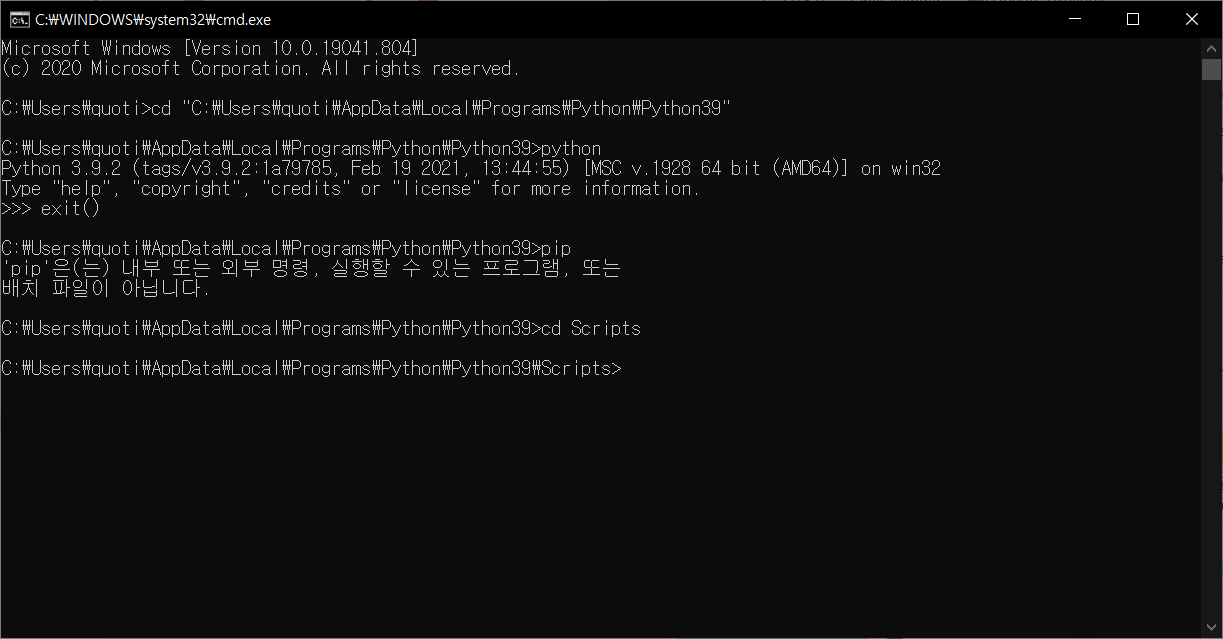 C:₩WINDOWS₩system32₩cmd.exe
Microsoft Windows [Version 10.0.19041.804]
(c) 2020 Microsoft Corporation. All rights reserved.
C:₩Users₩quoti>cd "C:₩Users₩quoti₩AppData₩Local₩Programs₩Python₩Python39"
C:₩Users₩quoti₩AppData₩Local₩Programs₩Python₩Python39>python
Python 3.9.2 (tags/v3.9.2:1a79785, Feb 19 2021, 13:44:55) [MSC v.1928 64 bit (AMD64)] on win32
Type "help", "copyright", "credits" or "license" for more information.
>>> exit()
C:₩Users₩quoti₩AppData₩Local₩Programs₩Python₩Python39>pip
'pip'은(는) 내부 또는 외부 명령, 실행할 수 있는 프로그램, 또는
배치 파일이 아닙니다.
C:₩Users₩quoti₩AppData₩Local₩Programs₩Python₩Python39>cd Scripts
C:₩Users₩quoti₩AppData₩Local₩Programs₩Python₩Python39₩Scripts>